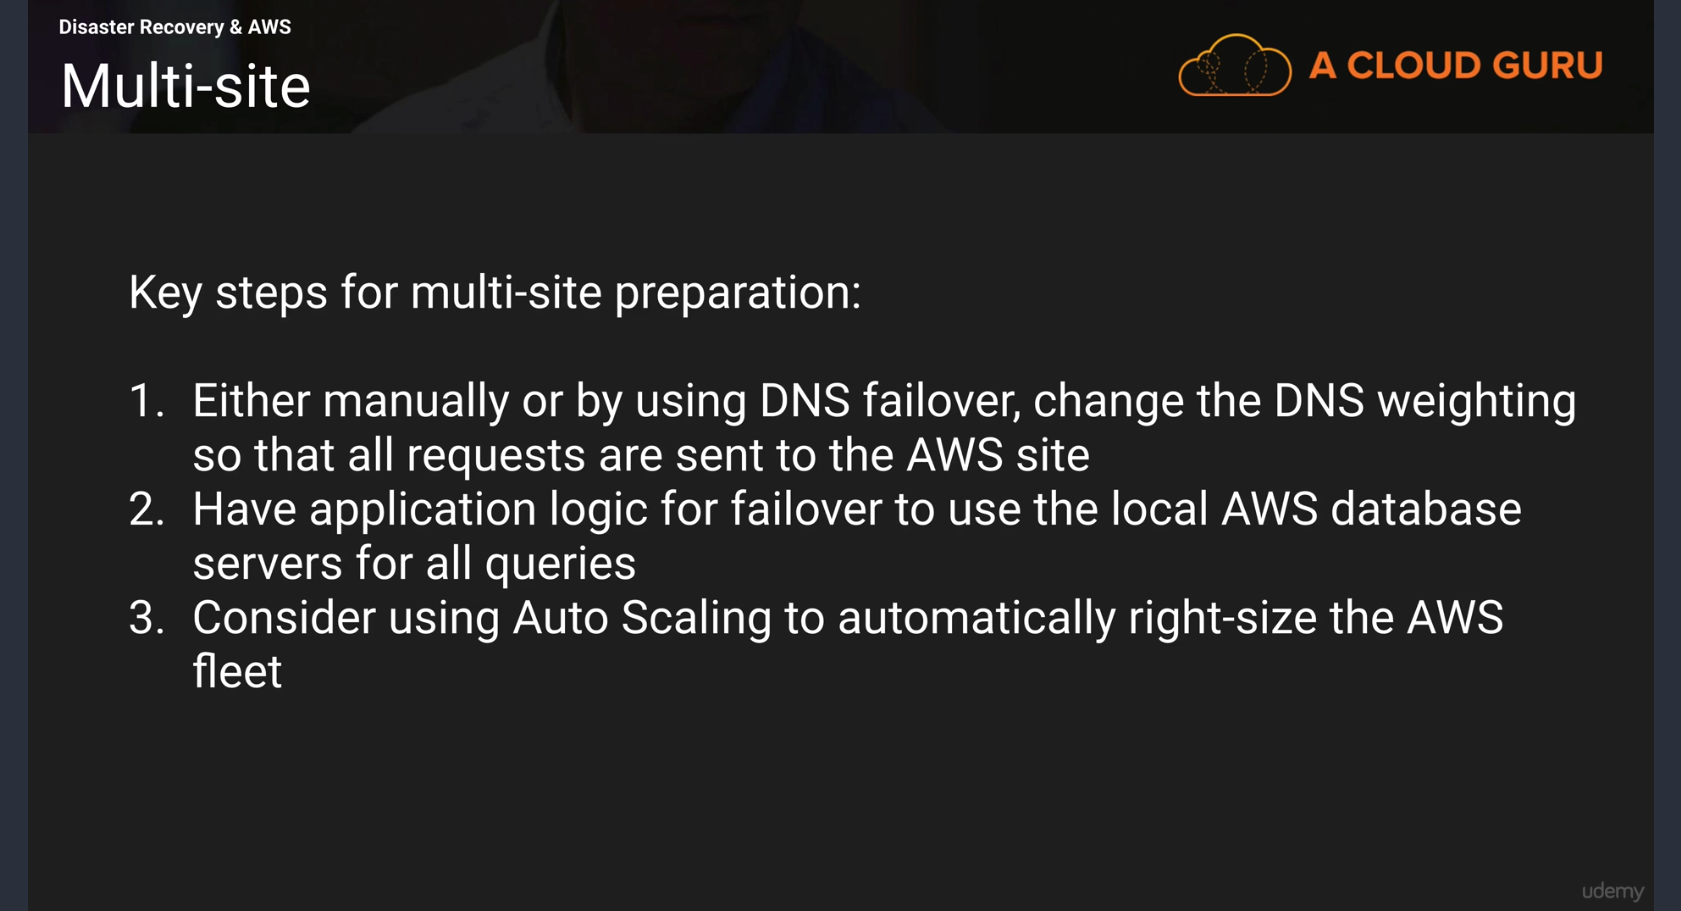 Disaster Recovery & AWS
Multi-site
A CLOUD GURU
Key steps for multi-site preparation:
1. Either manually or by using DNS failover, change the DNS weighting
so that all requests are sent to the AWS site
2. Have application logic for failover to use the local AWS database
servers for all queries
3. Consider using Auto Scaling to automatically right-size the AWS
fleet
udemy